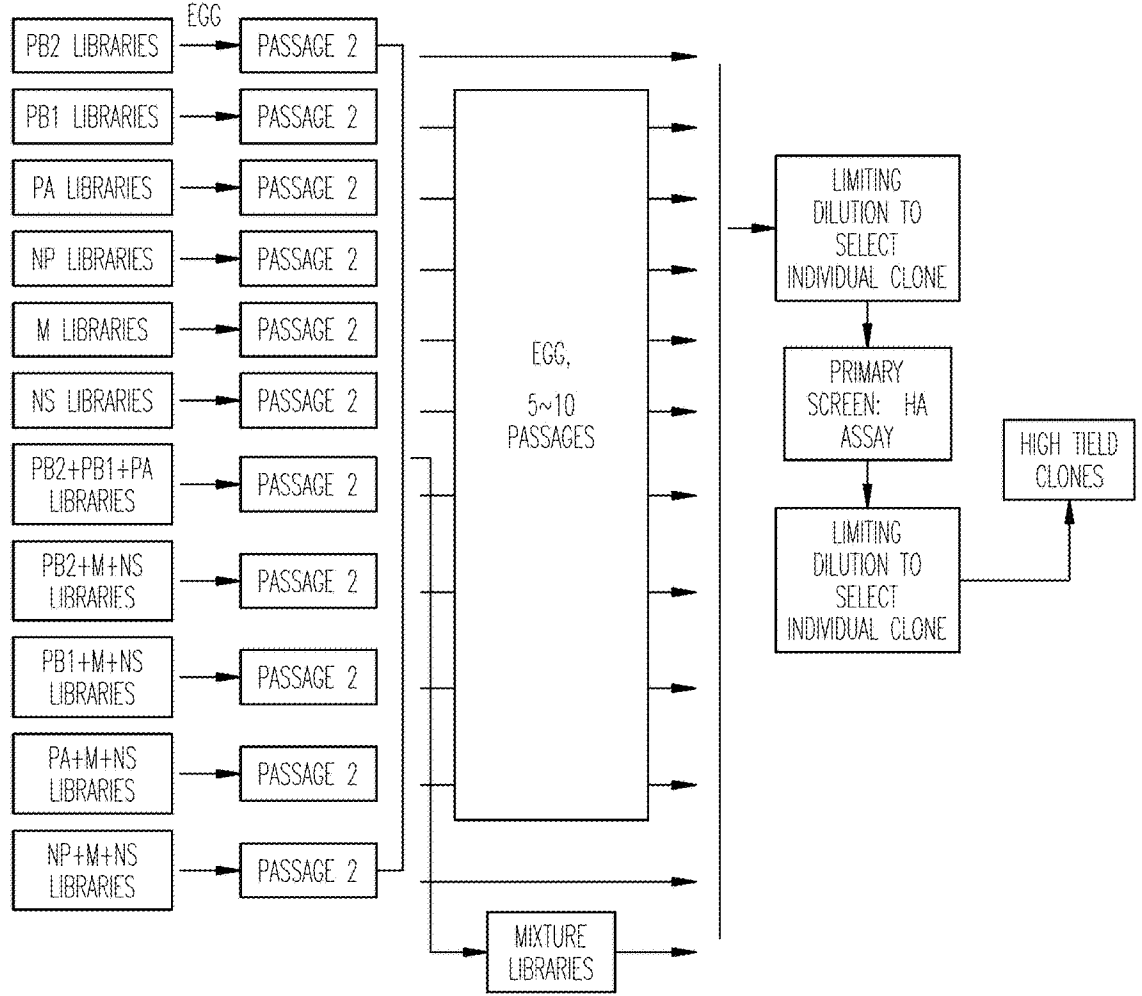 EGG
PB2 LIBRARIES
PASSAGE 2
PB1 LIBRARIES
PASSAGE 2
PA LIBRARIES
PASSAGE 2
NP LIBRARIES
PASSAGE 2
M LIBRARIES
PASSAGE 2
NS LIBRARIES
PASSAGE 2
PB2+PB1+PA
LIBRARIES
PASSAGE 2
PB2+M+NS
LIBRARIES
PASSAGE 2
PB1+M+NS
LIBRARIES
PASSAGE 2
PA+M+NS
LIBRARIES
PASSAGE 2
NP+M+NS
LIBRARIES
PASSAGE 2
EGG,
5~10
PASSAGES
MIXTURE
LIBRARIES
LIMITING
DILUTION TO
SELECT
INDIVIDUAL CLONE
PRIMARY
SCREEN: HA
ASSAY
LIMITING
DILUTION TO
SELECT
INDIVIDUAL CLONE
HIGH TIELD
CLONES